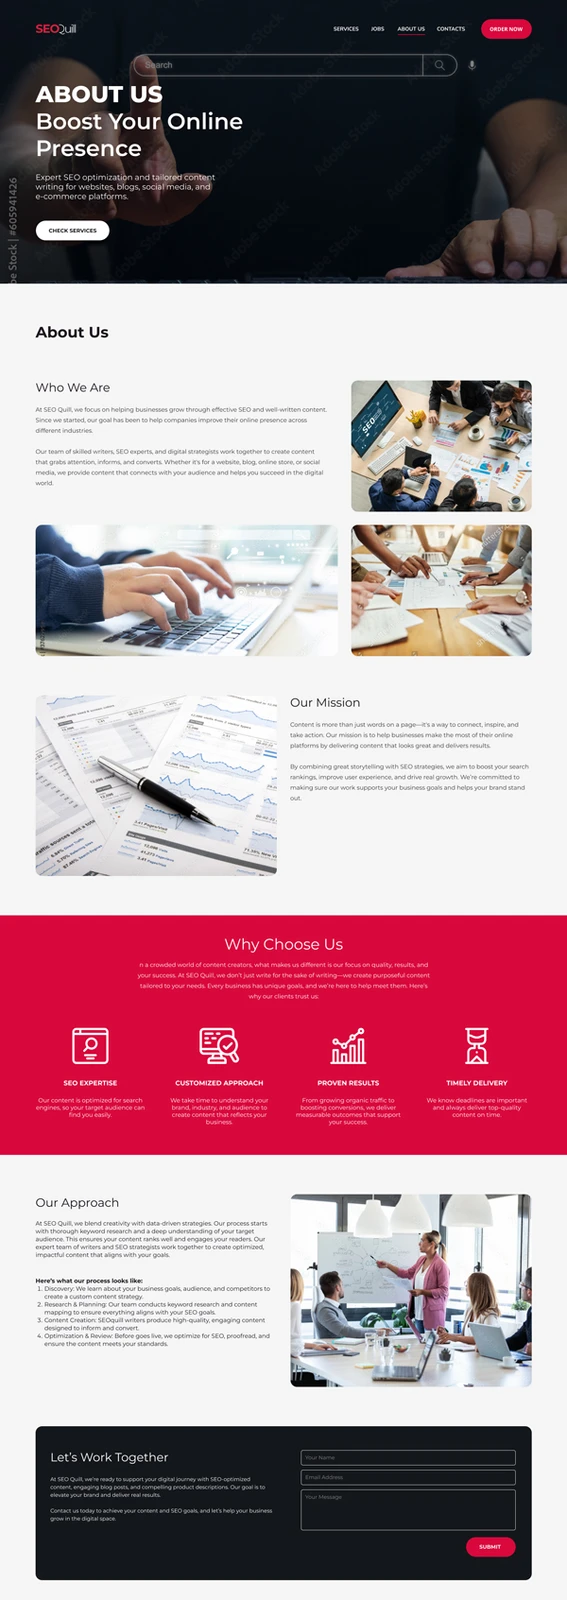 SEOQuill
SERVICES JOBS ABOUT US CONTACTS ORDER NOW
Search
ABOUT US
Boost Your Online
Presence
Expert SEO optimization and tailored content
writing for websites, blogs, social media, and
e-commerce platforms.
CHECK SERVICES
Stock | #605941426
About Us
Who We Are
At SEO Quill, we focus on helping businesses grow through effective SEO and well-written content.
Since we started, our goal has been to help companies improve their online presence across
different industries.
Our team of skilled writers, SEO experts, and digital strategists work together to create content
that grabs attention, informs, and converts. Whether it's for a website, blog, online store, or social
media, we provide content that connects with your audience and helps you succeed in the digital
world.
SEO
Our Mission
Content is more than just words on a page—it's a way to connect, inspire, and
take action. Our mission is to help businesses make the most of their online
platforms by delivering content that looks great and delivers results.
By combining great storytelling with SEO strategies, we aim to boost your search
rankings, improve user experience, and drive real growth. We're committed to
making sure our work supports your business goals and helps your brand stand
out.
Why Choose Us
n a crowded world of content creators, what makes us different is our focus on quality, results, and
your success. At SEO Quill, we don't just write for the sake of writing—we create purposeful content
tailored to your needs. Every business has unique goals, and we're here to help meet them. Here's
why our clients trust us:
SEO EXPERTISE
Our content is optimized for search
engines, so your target audience can
find you easily.
CUSTOMIZED APPROACH
We take time to understand your
brand, industry, and audience to
create content that reflects your
business.
PROVEN RESULTS
From growing organic traffic to
boosting conversions, we deliver
measurable outcomes that support
your success.
TIMELY DELIVERY
We know deadlines are important
and always deliver top-quality
content on time.
Our Approach
At SEO Quill, we blend creativity with data-driven strategies. Our process starts
with thorough keyword research and a deep understanding of your target
audience. This ensures your content ranks well and engages your readers. Our
expert team of writers and SEO strategists work together to create optimized,
impactful content that aligns with your goals.
Here's what our process looks like:
1. Discovery: We learn about your business goals, audience, and competitors to
create a custom content strategy.
2. Research & Planning: Our team conducts keyword research and content
mapping to ensure everything aligns with your SEO goals.
3. Content Creation: SEOquill writers produce high-quality, engaging content
designed to inform and convert.
4. Optimization & Review: Before goes live, we optimize for SEO, proofread, and
ensure the content meets your standards.
Let's Work Together
At SEO Quill, we're ready to support your digital journey with SEO-optimized
content, engaging blog posts, and compelling product descriptions. Our goal is to
elevate your brand and deliver real results.
Contact us today to achieve your content and SEO goals, and let's help your business
grow in the digital space.
Your Name
Email Address
Your Message
SUBMIT